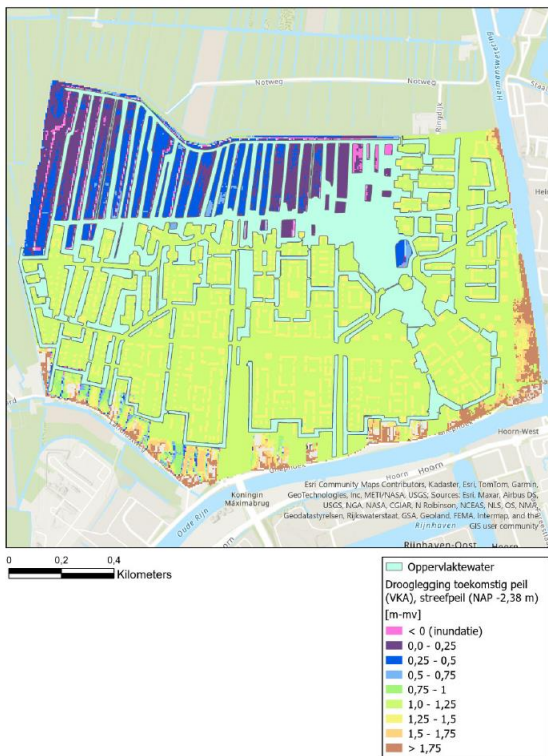 Notweg
Notweg
Ringdijk
Heimanswetering
Hoorn-West
Hoorn
Hoorn
Esri Community Maps Contributors, Kadaster, Esri, TomTom, Garmin,
GeoTechnologies, Inc, METI/NASA, USGS; Sources: Esri, Maxar, Airbus DS,
USGS, NGA, NASA, CGIAR, N Robinson, NCEAS, NLS, OS, NMA,
Geodatastyrelsen, Rijkswaterstaat, GSA, Geoland, FEMA, Intermap, and the
GIS user community
Koningin
Máximabrug
Oude Rijn
Rijnhaven
Rijnhaven-Oost
0 0,2 0,4
Kilometers
Oppervlaktewater
Drooglegging toekomstig peil
(VKA), streefpeil (NAP -2,38 m)
[m-mv]
< 0 (inundatie)
0,0 - 0,25
0,25 - 0,5
0,5 - 0,75
0,75 - 1
1,0 - 1,25
1,25 - 1,5
1,5 - 1,75
> 1,75